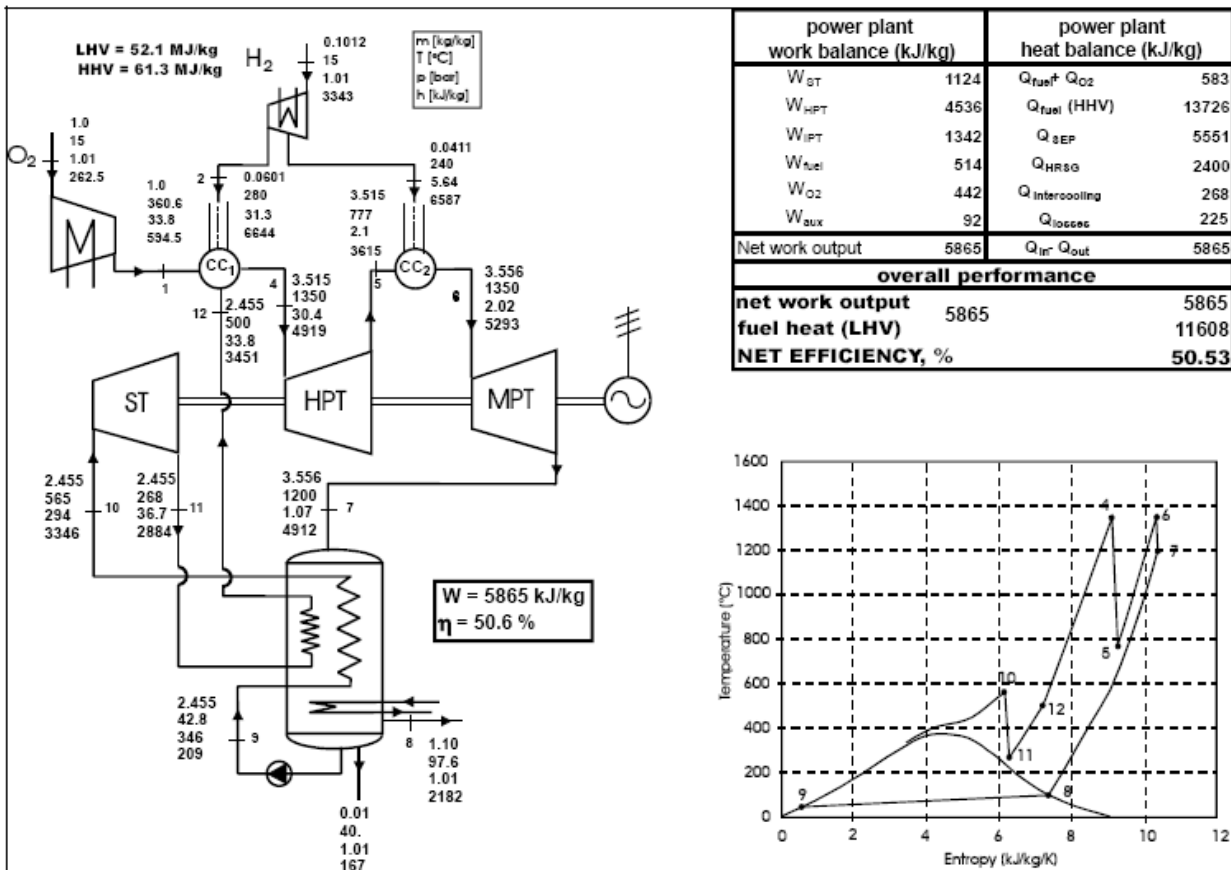 LHV = 52.1 MJ/kg
HHV = 61.3 MJ/kg
H2
0.1012
15
1.01
3343
m [kg/kg]
T [°C]
p [bar]
h [kJ/kg]
O2
1.0
15
1.01
262.5
1.0
360.6
33.8
594.5
1
2
0.0601
280
31.3
6644
3.515
777
2.1
3615
0.0411
240
5.64
6587
CC1
CC2
4
5
6
12
2.455
500
33.8
3451
3.515
1350
30.4
4919
3.556
1350
2.02
5293
ST
HPT
MPT
2.455
565
294
3346
10
2.455
268
36.7
2884
11
3.556
1200
1.07
4912
7
W = 5865 kJ/kg
η = 50.6 %
2.455
42.8
346
209
9
8
1.10
97.6
1.01
2182
0.01
40.
1.01
167
power plant work balance (kJ/kg)
power plant heat balance (kJ/kg)
WST 1124 Qfuel+ QO2 583
WHPT 4536 Qfuel (HHV) 13726
WIPT 1342 QSEP 5551
Wfuel 514 QHRSG 2400
WO2 442 Qintercooling 268
Waux 92 Qlosses 225
Net work output 5865 Qin- Qout 5865
overall performance
net work output 5865 5865
fuel heat (LHV) 11608
NET EFFICIENCY, % 50.53
1600
1400
1200
1000
800
600
400
200
0
Temperature (°C)
4
6
7
5
10
12
11
9
8
0 2 4 6 8 10 12
Entropy (kJ/kg/K)